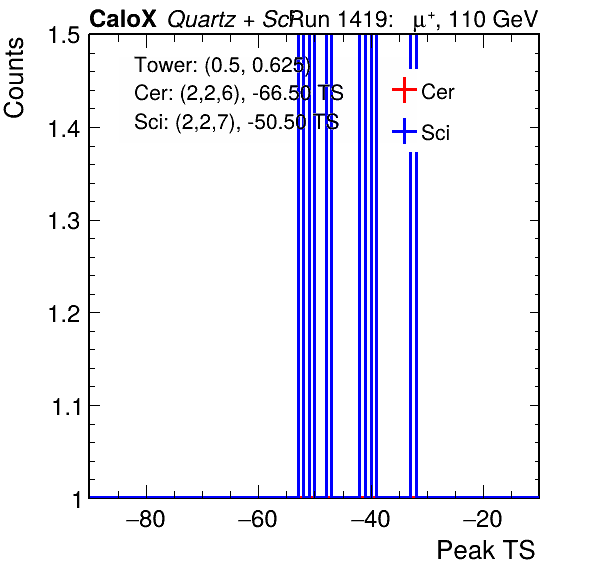 CaloX Quartz + Sci Run 1419: μ⁺, 110 GeV
Counts
1.5
1.4
1.3
1.2
1.1
1
Tower: (0.5, 0.625)
Cer: (2,2,6), -66.50 TS
Sci: (2,2,7), -50.50 TS
Cer
Sci
−80
−60
−40
−20
Peak TS